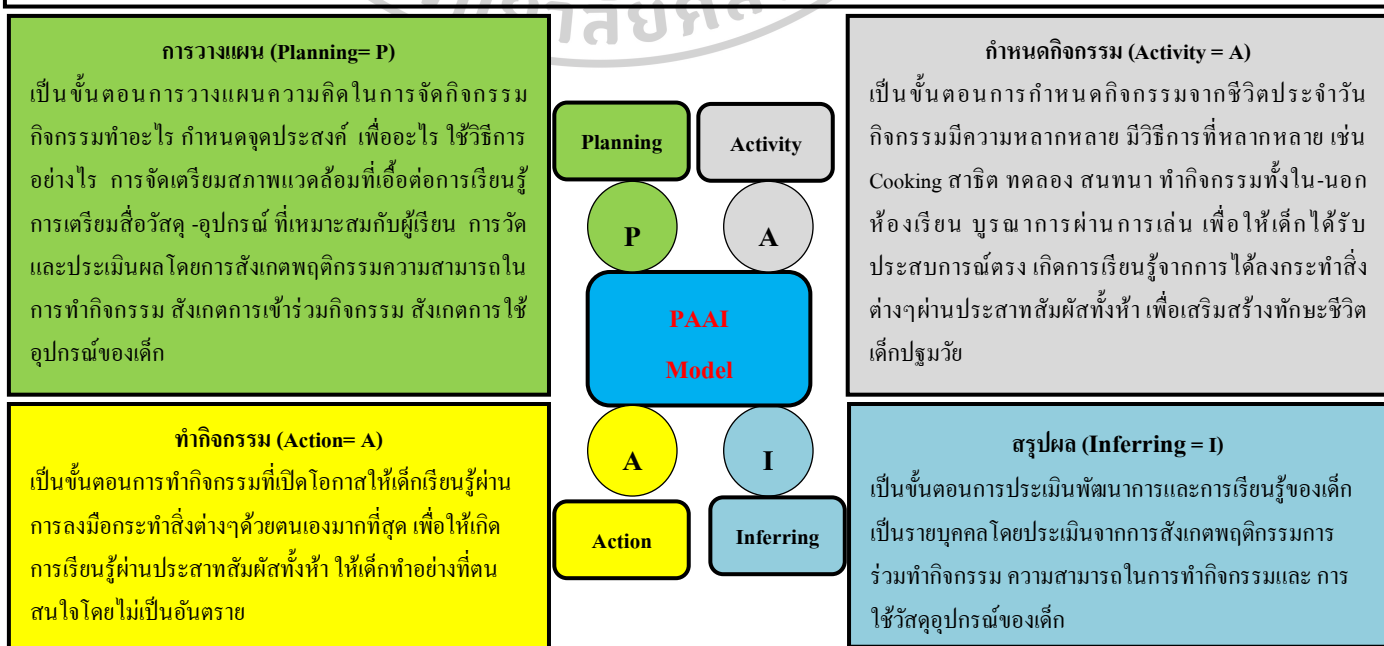 การวางแผน (Planning= P)
เป็นขั้นตอนการวางแผนความคิดในการจัดกิจกรรม
กิจกรรมทำอะไร กำหนดจุดประสงค์ เพื่ออะไร ใช้วิธีการ
อย่างไร การจัดเตรียมสภาพแวดล้อมที่เอื้อต่อการเรียนรู้
การเตรียมสื่อวัสดุ -อุปกรณ์ ที่เหมาะสมกับผู้เรียน การวัด
และประเมินผลโดยการสังเกตพฤติกรรมความสามารถใน
การทำกิจกรรม สังเกตการเข้าร่วมกิจกรรม สังเกตการใช้
อุปกรณ์ของเด็ก
Planning
Activity
P
A
PAAI
Model
A
I
Action
Inferring
กำหนดกิจกรรม (Activity = A)
เป็นขั้นตอนการกำหนดกิจกรรมจากชีวิตประจำวัน
กิจกรรมมีความหลากหลาย มีวิธีการที่หลากหลาย เช่น
Cooking สาธิต ทดลอง สนทนา ทำกิจกรรมทั้งใน-นอก
ห้องเรียน บูรณาการผ่านการเล่น เพื่อให้เด็กได้รับ
ประสบการณ์ตรง เกิดการเรียนรู้จากการได้ลงกระทำสิ่ง
ต่างๆผ่านประสาทสัมผัสทั้งห้า เพื่อเสริมสร้างทักษะชีวิต
เด็กปฐมวัย
ทำกิจกรรม (Action= A)
เป็นขั้นตอนการทำกิจกรรมที่เปิดโอกาสให้เด็กเรียนรู้ผ่าน
การลงมือกระทำสิ่งต่างๆด้วยตนเองมากที่สุด เพื่อให้เกิด
การเรียนรู้ผ่านประสาทสัมผัสทั้งห้า ให้เด็กทำอย่างที่ตน
สนใจโดยไม่เป็นอันตราย
สรุปผล (Inferring = I)
เป็นขั้นตอนการประเมินพัฒนาการและการเรียนรู้ของเด็ก
เป็นรายบุคคลโดยประเมินจากการสังเกตพฤติกรรมการ
ร่วมทำกิจกรรม ความสามารถในการทำกิจกรรมและ การ
ใช้วัสดุอุปกรณ์ของเด็ก